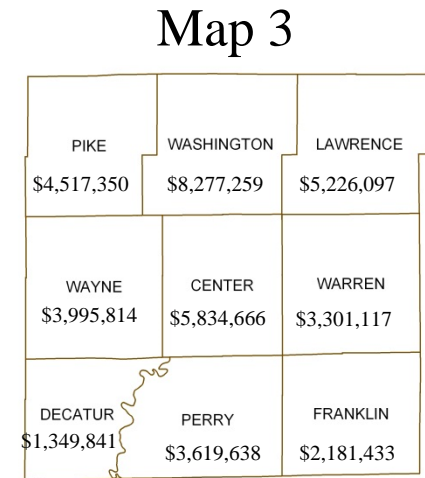 Map 3
PIKE WASHINGTON LAWRENCE
$4,517,350 $8,277,259 $5,226,097
WAYNE CENTER WARREN
$3,995,814 $5,834,666 $3,301,117
DECATUR PERRY FRANKLIN
$1,349,841 $3,619,638 $2,181,433